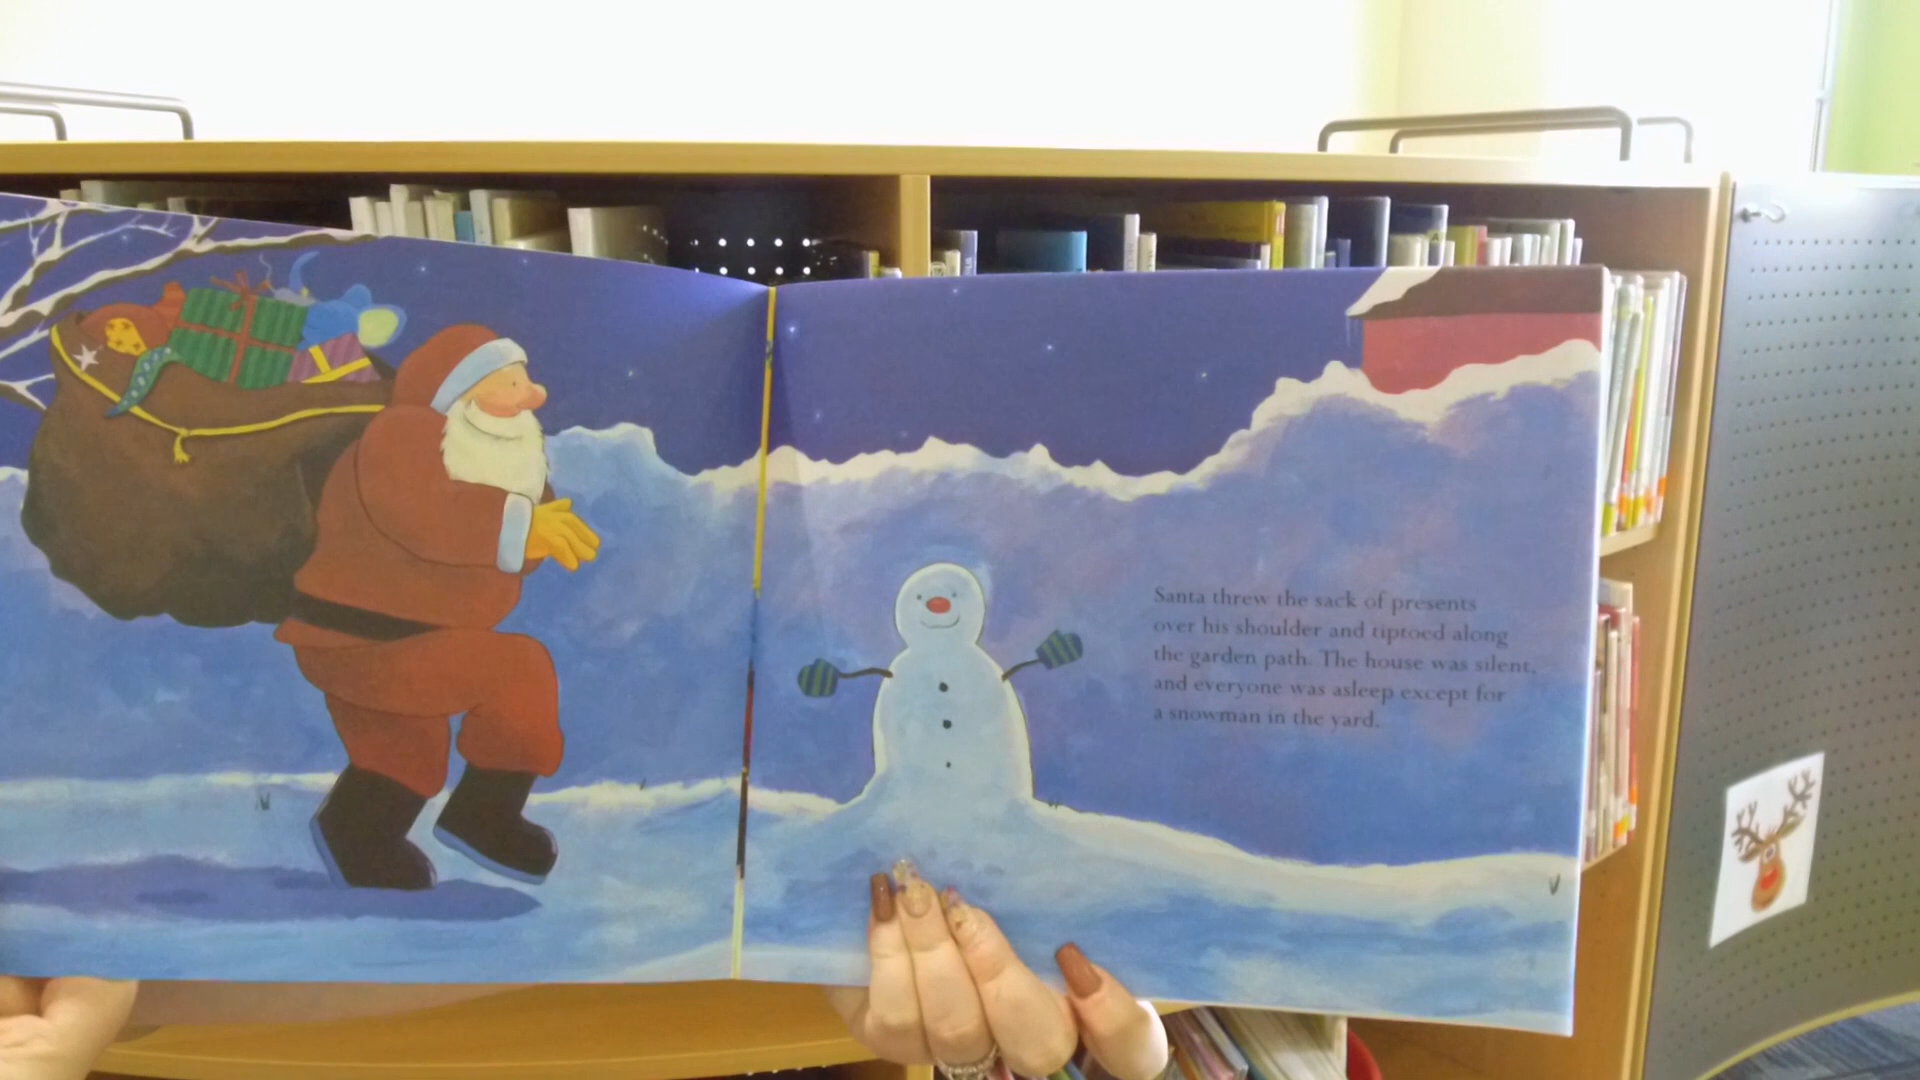 Santa threw the sack of presents
over his shoulder and tiptoed along
the garden path. The house was silent,
and everyone was asleep except for
a snowman in the yard.